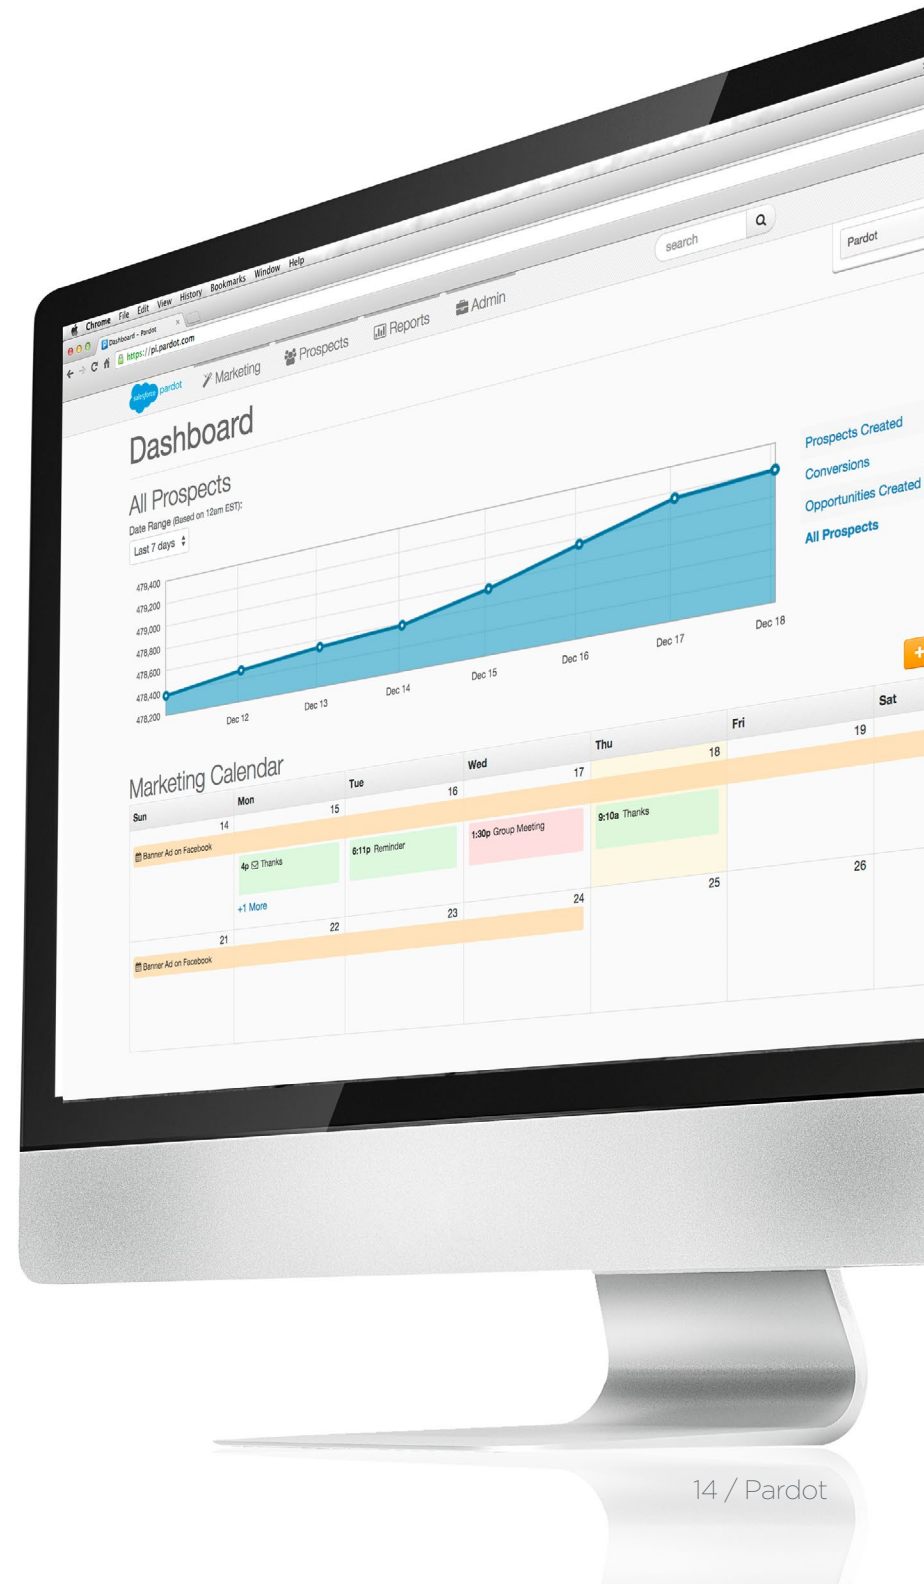 Chrome File Edit View History Bookmarks Window Help
Dashboard - Pardot
https://pi.pardot.com
search
Pardot
salesforce pardot
Marketing
Prospects
Reports
Admin
Dashboard
All Prospects
Date Range (Based on 12am EST):
Last 7 days
479,400
479,200
479,000
478,800
478,600
478,400
478,200
Dec 12 Dec 13 Dec 14 Dec 15 Dec 16 Dec 17 Dec 18
Prospects Created
Conversions
Opportunities Created
All Prospects
+
Marketing Calendar
Sun Mon Tue Wed Thu Fri Sat
14 15 16 17 18 19
Banner Ad on Facebook
4p Thanks
6:11p Reminder
1:30p Group Meeting
9:10a Thanks
+1 More
21 22 23 24 25 26
Banner Ad on Facebook
14 / Pardot